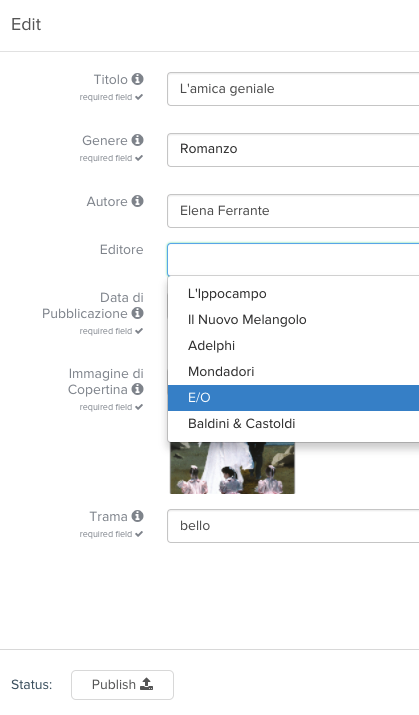 Edit
Titolo
required field
L'amica geniale
Genere
required field
Romanzo
Autore
Elena Ferrante
Editore
L'Ippocampo
Il Nuovo Melangolo
Adelphi
Mondadori
E/O
Baldini & Castoldi
Data di
Pubblicazione
required field
Immagine di
Copertina
required field
Trama
required field
bello
Status:
Publish